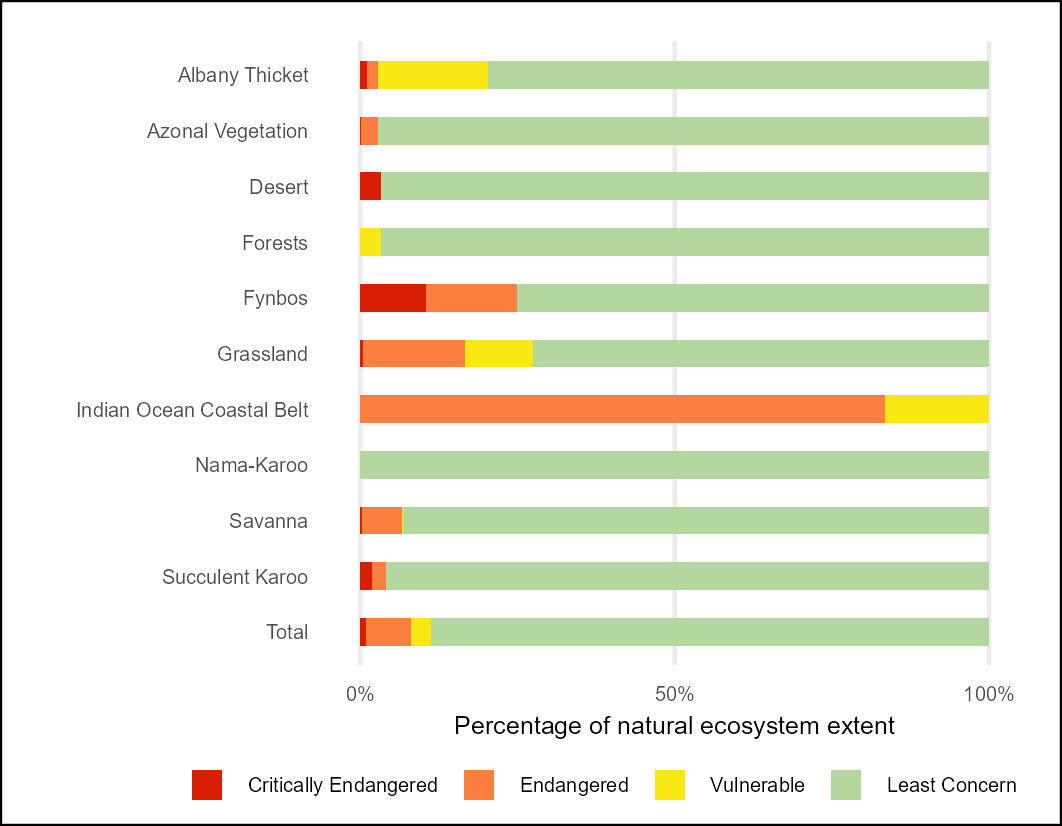 Albany Thicket
Azonal Vegetation
Desert
Forests
Fynbos
Grassland
Indian Ocean Coastal Belt
Nama-Karoo
Savanna
Succulent Karoo
Total
0% 50% 100%
Percentage of natural ecosystem extent
Critically Endangered Endangered Vulnerable Least Concern